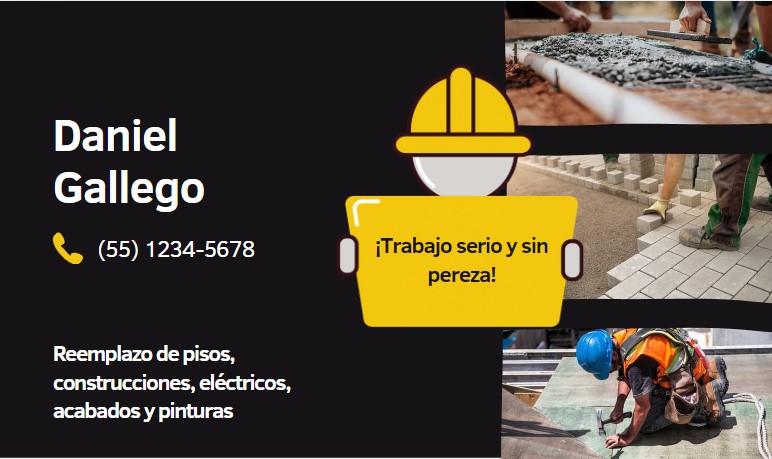 Daniel
Gallego
(55) 1234-5678
¡Trabajo serio y sin
pereza!
Reemplazo de pisos,
construcciones, eléctricos,
acabados y pinturas